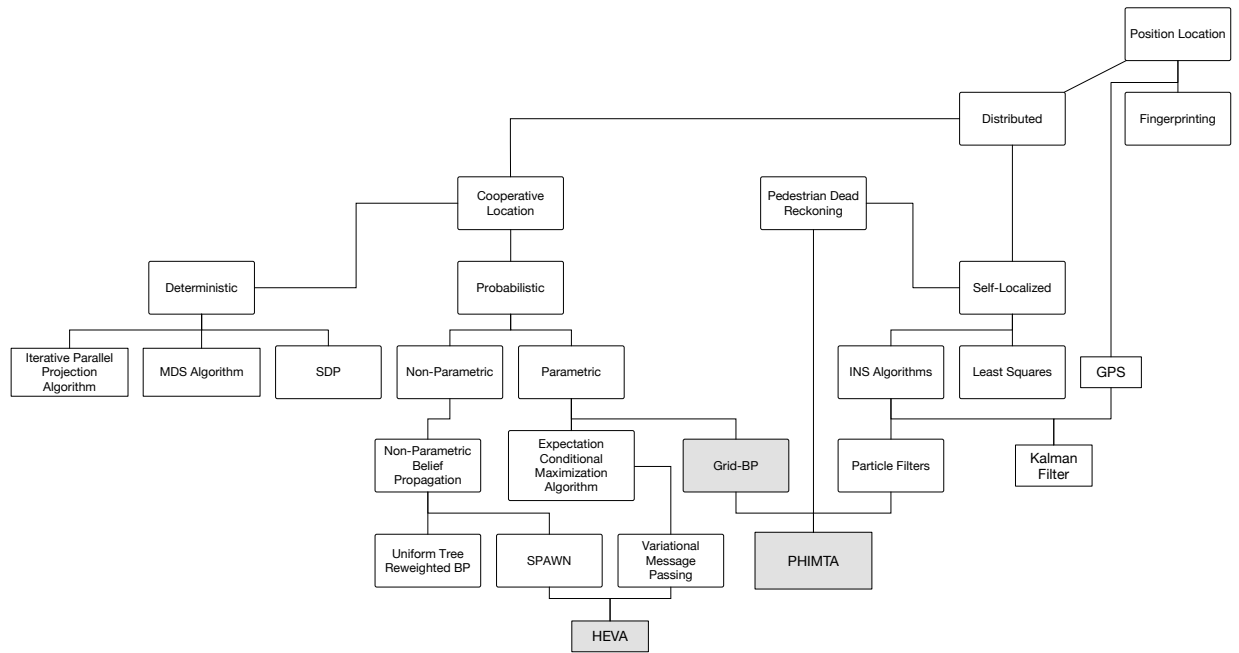 Position Location
Distributed
Fingerprinting
Cooperative
Location
Pedestrian Dead
Reckoning
Deterministic
Probabilistic
Self-Localized
Iterative Parallel
Projection
Algorithm
MDS Algorithm
SDP
Non-Parametric
Parametric
INS Algorithms
Least Squares
GPS
Non-Parametric
Belief
Propagation
Expectation
Conditional
Maximization
Algorithm
Grid-BP
Particle Filters
Kalman
Filter
Uniform Tree
Reweighted BP
SPAWN
Variational
Message
Passing
PHIMTA
HEVA